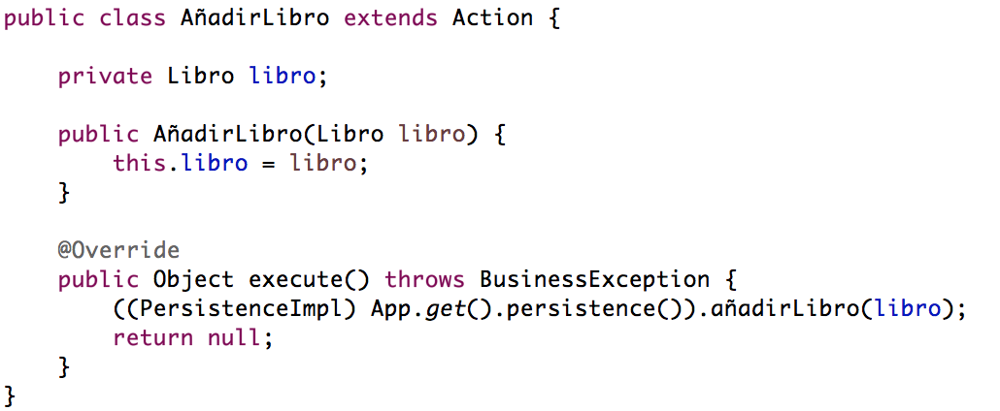 public class AñadirLibro extends Action {
private Libro libro;
public AñadirLibro(Libro libro) {
this.libro = libro;
}
@Override
public Object execute() throws BusinessException {
((PersistenceImpl) App.get().persistence()).añadirLibro(libro);
return null;
}
}